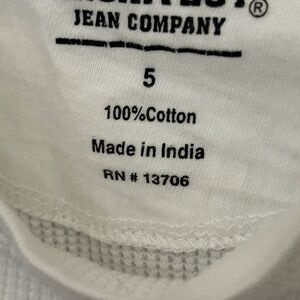 ®
JEAN COMPANY
5
100%Cotton
Made in India
RN # 13706